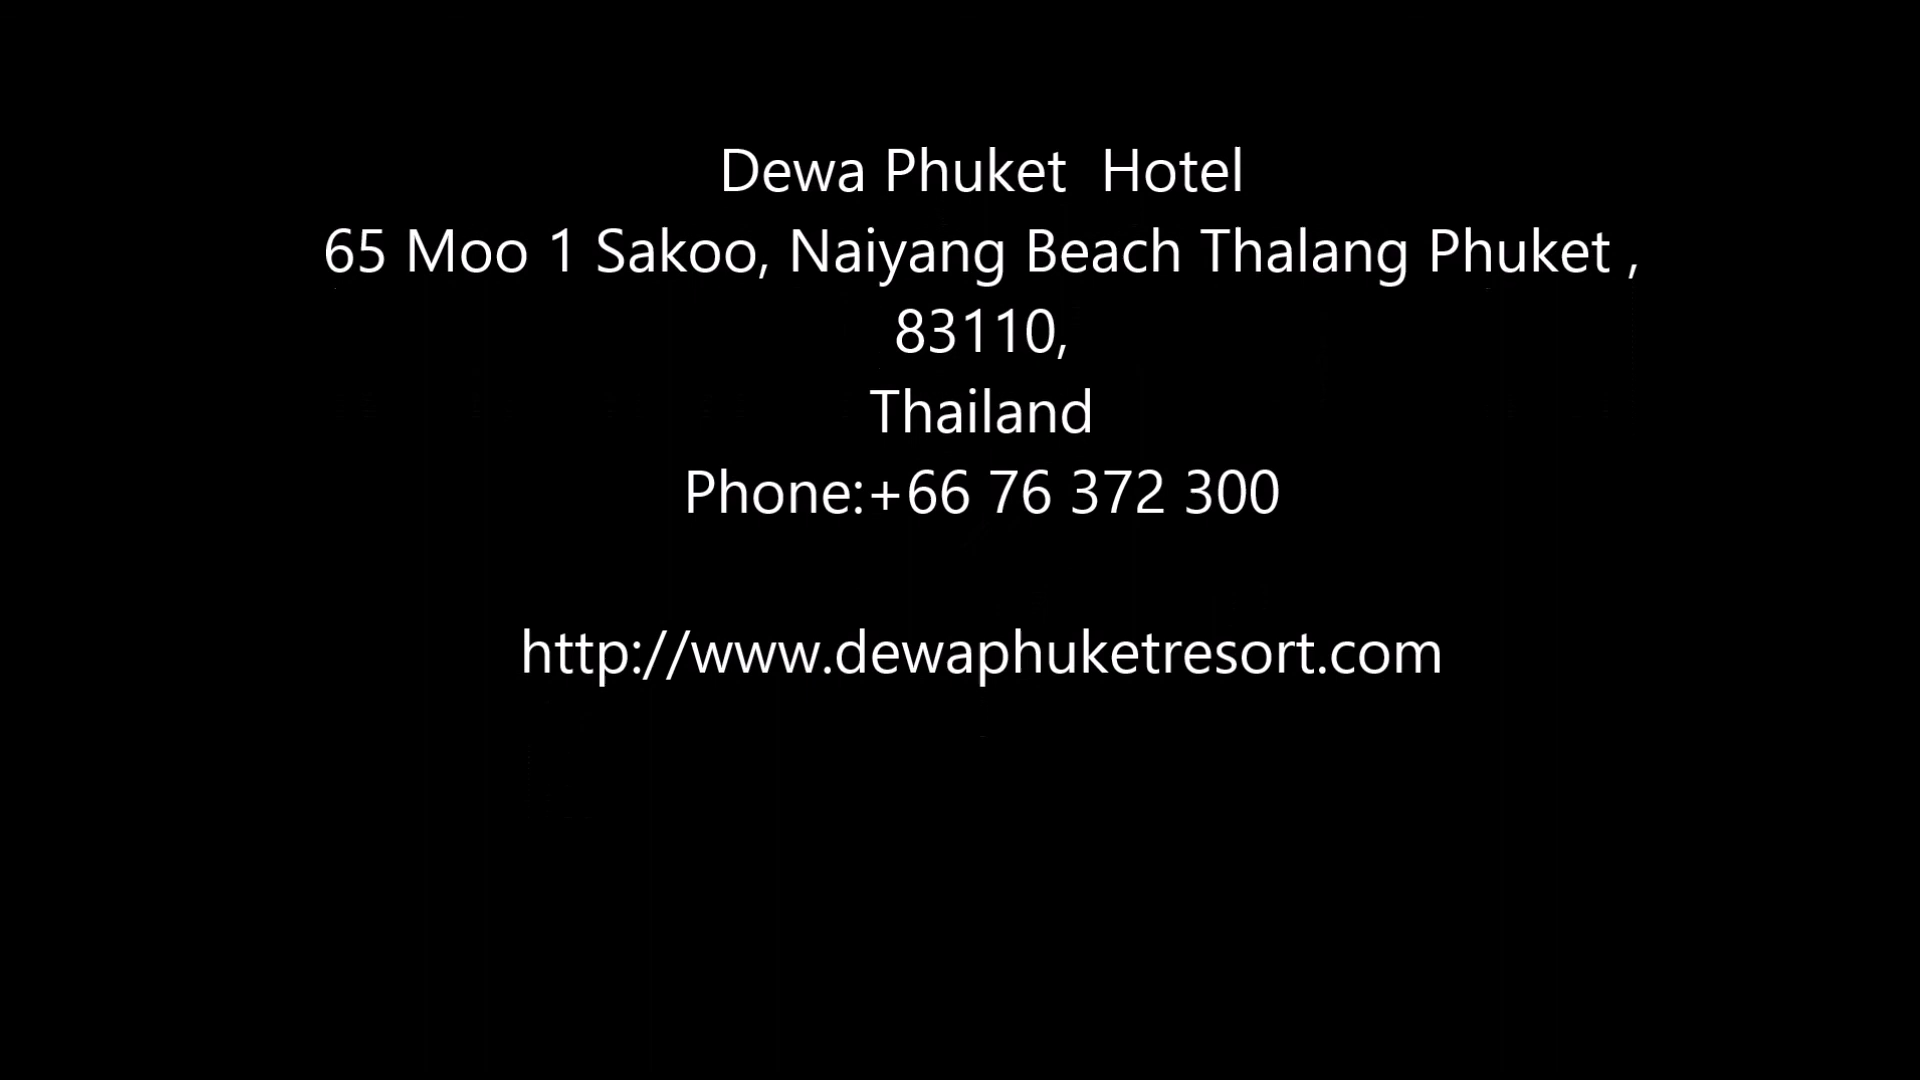 Dewa Phuket  Hotel
65 Moo 1 Sakoo, Naiyang Beach Thalang Phuket ,
83110,
Thailand
Phone:+66 76 372 300
http://www.dewaphuketresort.com